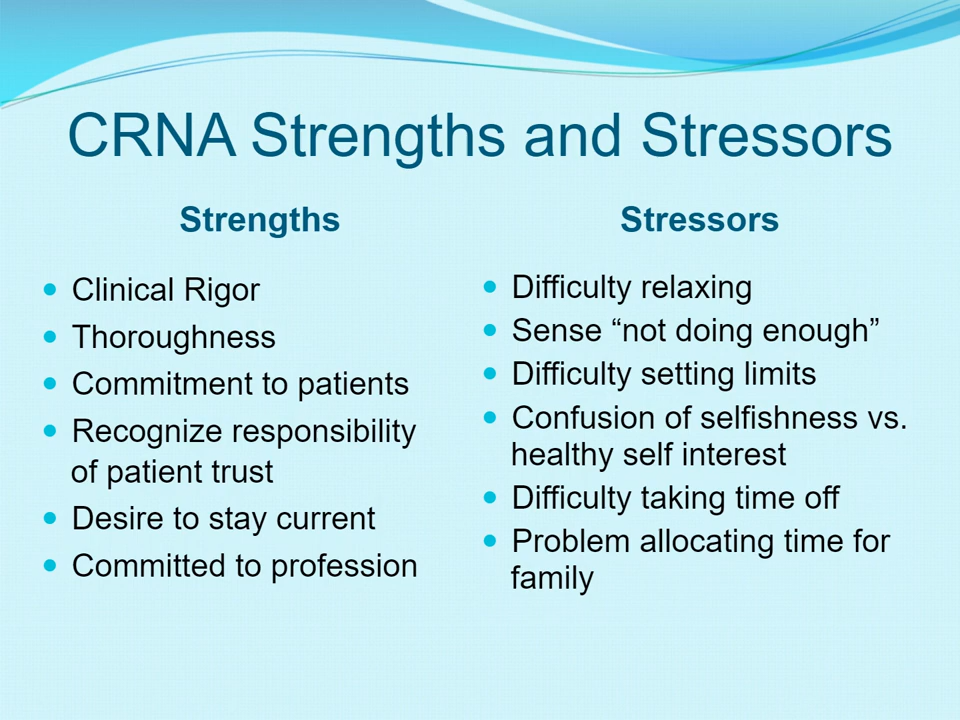 CRNA Strengths and Stressors
Strengths
• Clinical Rigor
• Thoroughness
• Commitment to patients
• Recognize responsibility
of patient trust
• Desire to stay current
• Committed to profession
Stressors
• Difficulty relaxing
• Sense “not doing enough”
• Difficulty setting limits
• Confusion of selfishness vs.
healthy self interest
• Difficulty taking time off
• Problem allocating time for
family